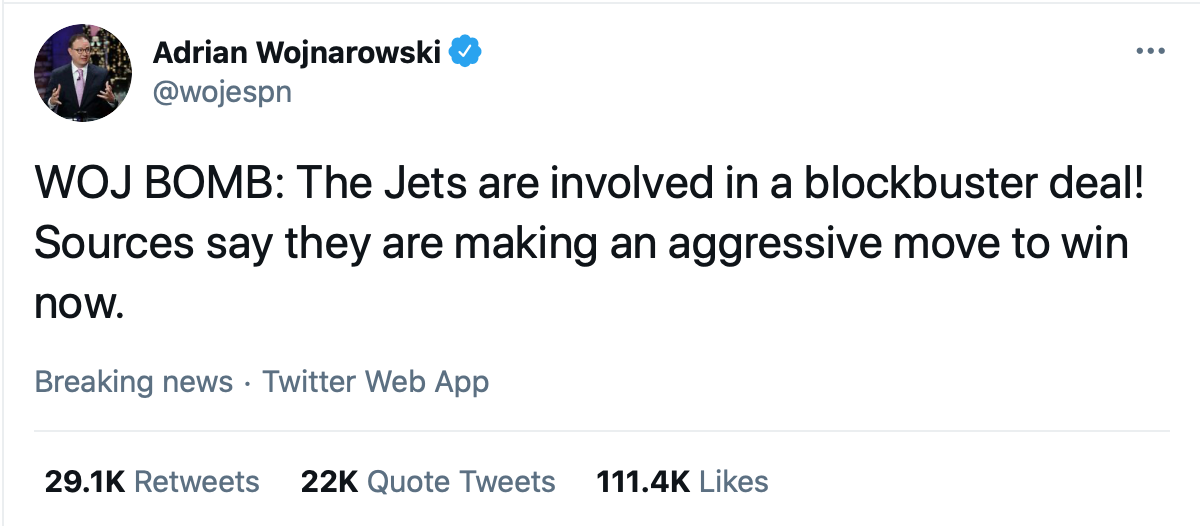 Adrian Wojnarowski
@wojespn
WOJ BOMB: The Jets are involved in a blockbuster deal!
Sources say they are making an aggressive move to win
now.
Breaking news · Twitter Web App
29.1K Retweets 22K Quote Tweets 111.4K Likes